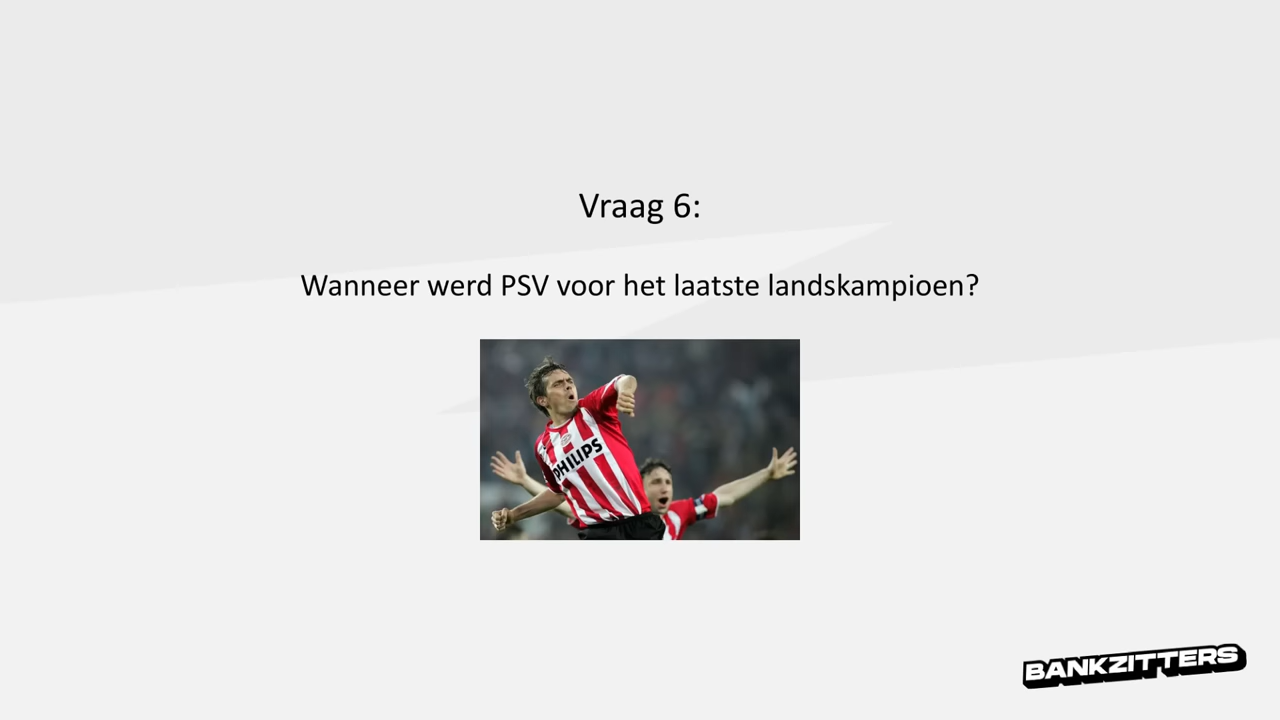 Vraag 6:
Wanneer werd PSV voor het laatste landskampioen?
PHILIPS
BANKZITTERS